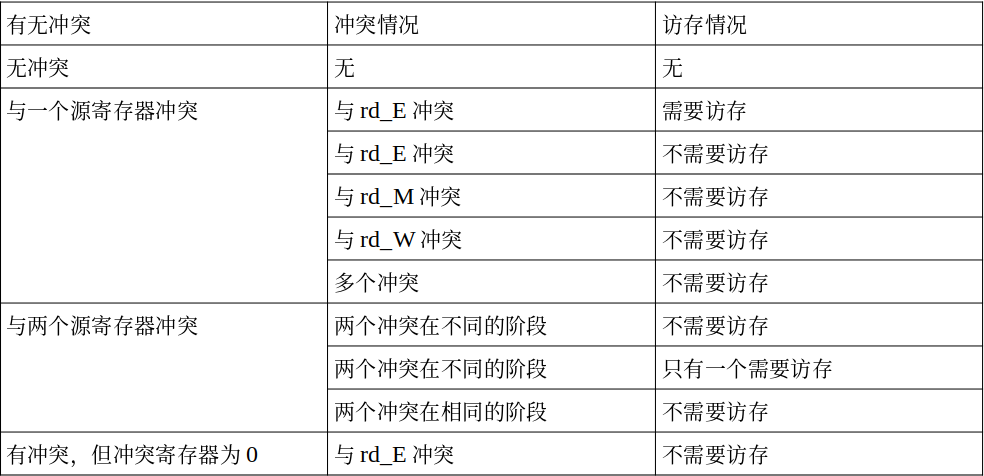 有无冲突 冲突情况 访存情况
无冲突 无 无
与一个源寄存器冲突 与 rd_E 冲突 需要访存
与 rd_E 冲突 不需要访存
与 rd_M 冲突 不需要访存
与 rd_W 冲突 不需要访存
多个冲突 不需要访存
与两个源寄存器冲突 两个冲突在不同的阶段 不需要访存
两个冲突在不同的阶段 只有一个需要访存
两个冲突在相同的阶段 不需要访存
有冲突，但冲突寄存器为 0 与 rd_E 冲突 不需要访存